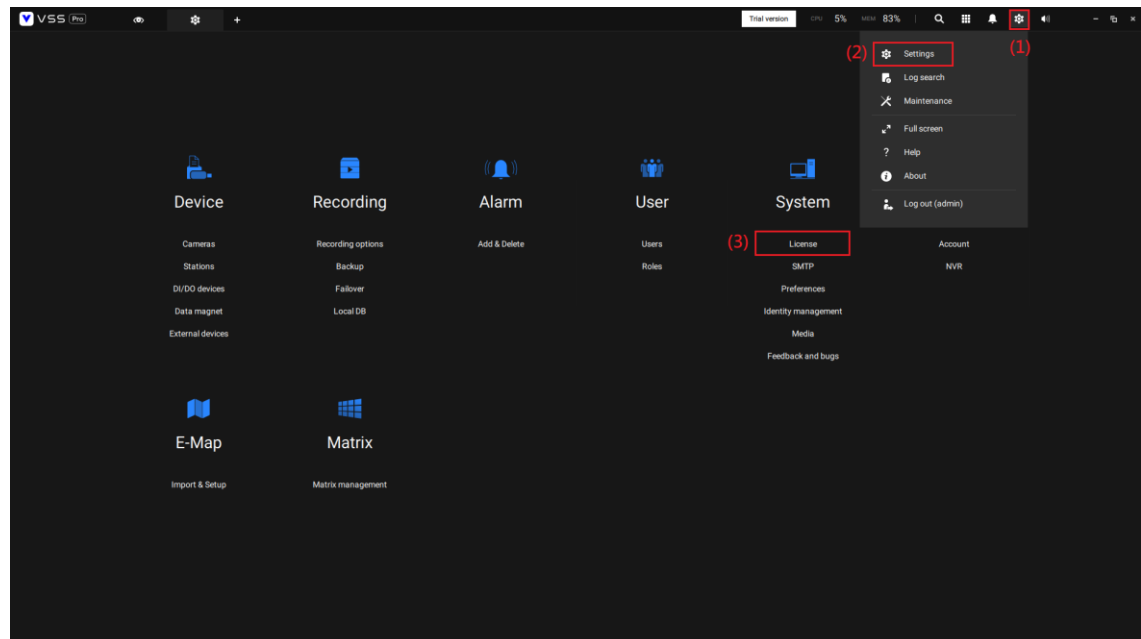 VSS Pro
+
Trial version CPU 5% MEM 83%
(1)
(2) Settings
Log search
Maintenance
Full screen
? Help
About
Log out (admin)
Device Recording Alarm User System
Cameras Recording options Add & Delete Users (3) License Account
Stations Backup Roles SMTP NVR
DI/DO devices Failover Preferences
Data magnet Local DB Identity management
External devices Media
Feedback and bugs
E-Map Matrix
Import & Setup Matrix management